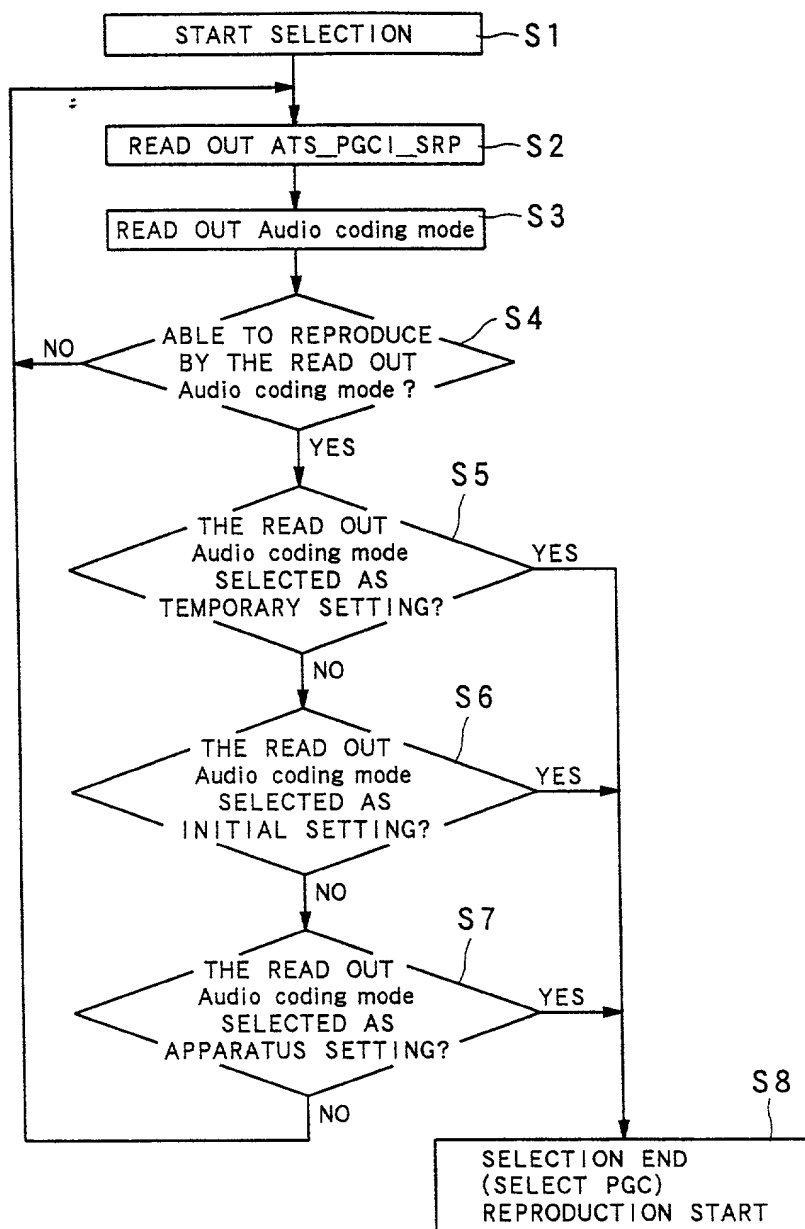 START SELECTION
S1
READ OUT ATS_PGCI_SRP
S2
READ OUT Audio coding mode
S3
ABLE TO REPRODUCE
BY THE READ OUT
Audio coding mode ?
S4
NO
YES
THE READ OUT
Audio coding mode
SELECTED AS
TEMPORARY SETTING?
S5
YES
NO
THE READ OUT
Audio coding mode
SELECTED AS
INITIAL SETTING?
S6
YES
NO
THE READ OUT
Audio coding mode
SELECTED AS
APPARATUS SETTING?
S7
YES
NO
S8
SELECTION END
(SELECT PGC)
REPRODUCTION START